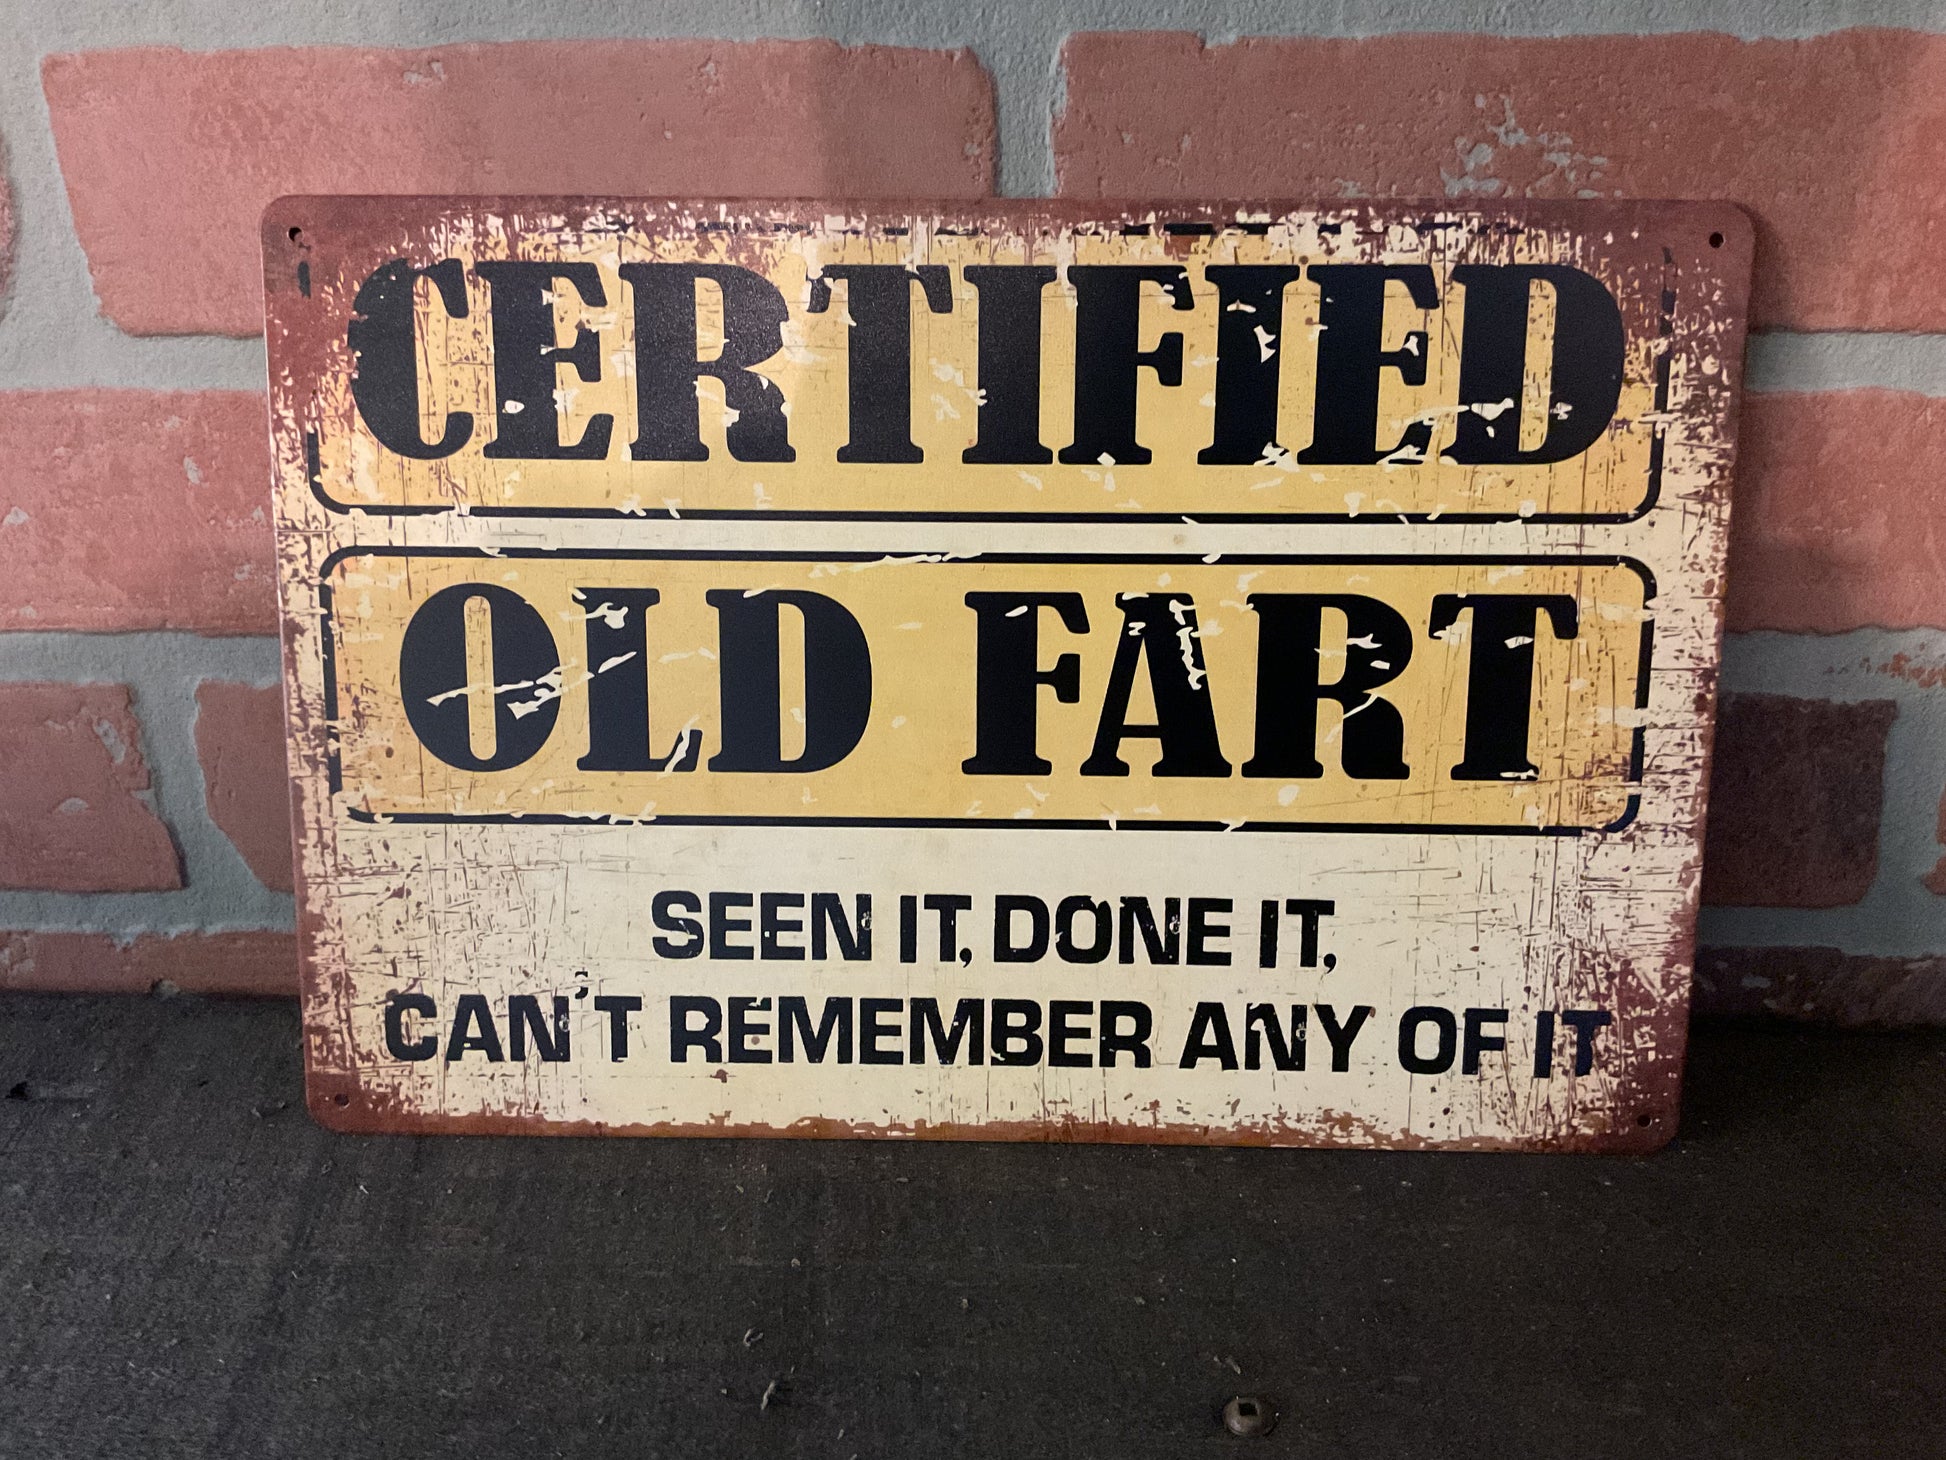 CERTIFIED
OLD FART
SEEN IT, DONE IT,
CAN'T REMEMBER ANY OF IT